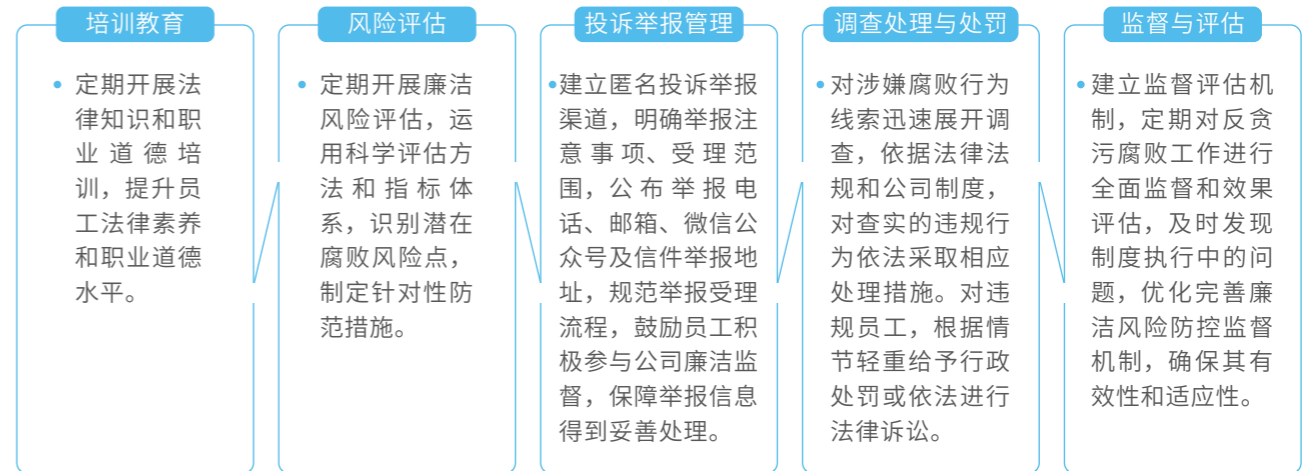 培训教育
定期开展法
律知识和职
业道德培
训，提升员
工法律素养
和职业道德
水平。
风险评估
定期开展廉洁
风险评估，运
用科学评估方
法和指标体
系，识别潜在
腐败风险点，
制定针对性防
范措施。
投诉举报管理
建立匿名投诉举报
渠道，明确举报注
意事项、受理范
围，公布举报电
话、邮箱、微信公
众号及信件举报地
址，规范举报受理
流程，鼓励员工积
极参与公司廉洁监
督，保障举报信息
得到妥善处理。
调查处理与处罚
对涉嫌腐败行为
线索迅速展开调
查，依据法律法
规和公司制度，
对查实的违规行
为依法采取相应
处理措施。对违
规员工，根据情
节轻重给予行政
处罚或依法进行
法律诉讼。
监督与评估
建立监督评估机
制，定期对反贪
污腐败工作进行
全面监督和效果
评估，及时发现
制度执行中的问
题，优化完善廉
洁风险防控监督
机制，确保其有
效性和适应性。